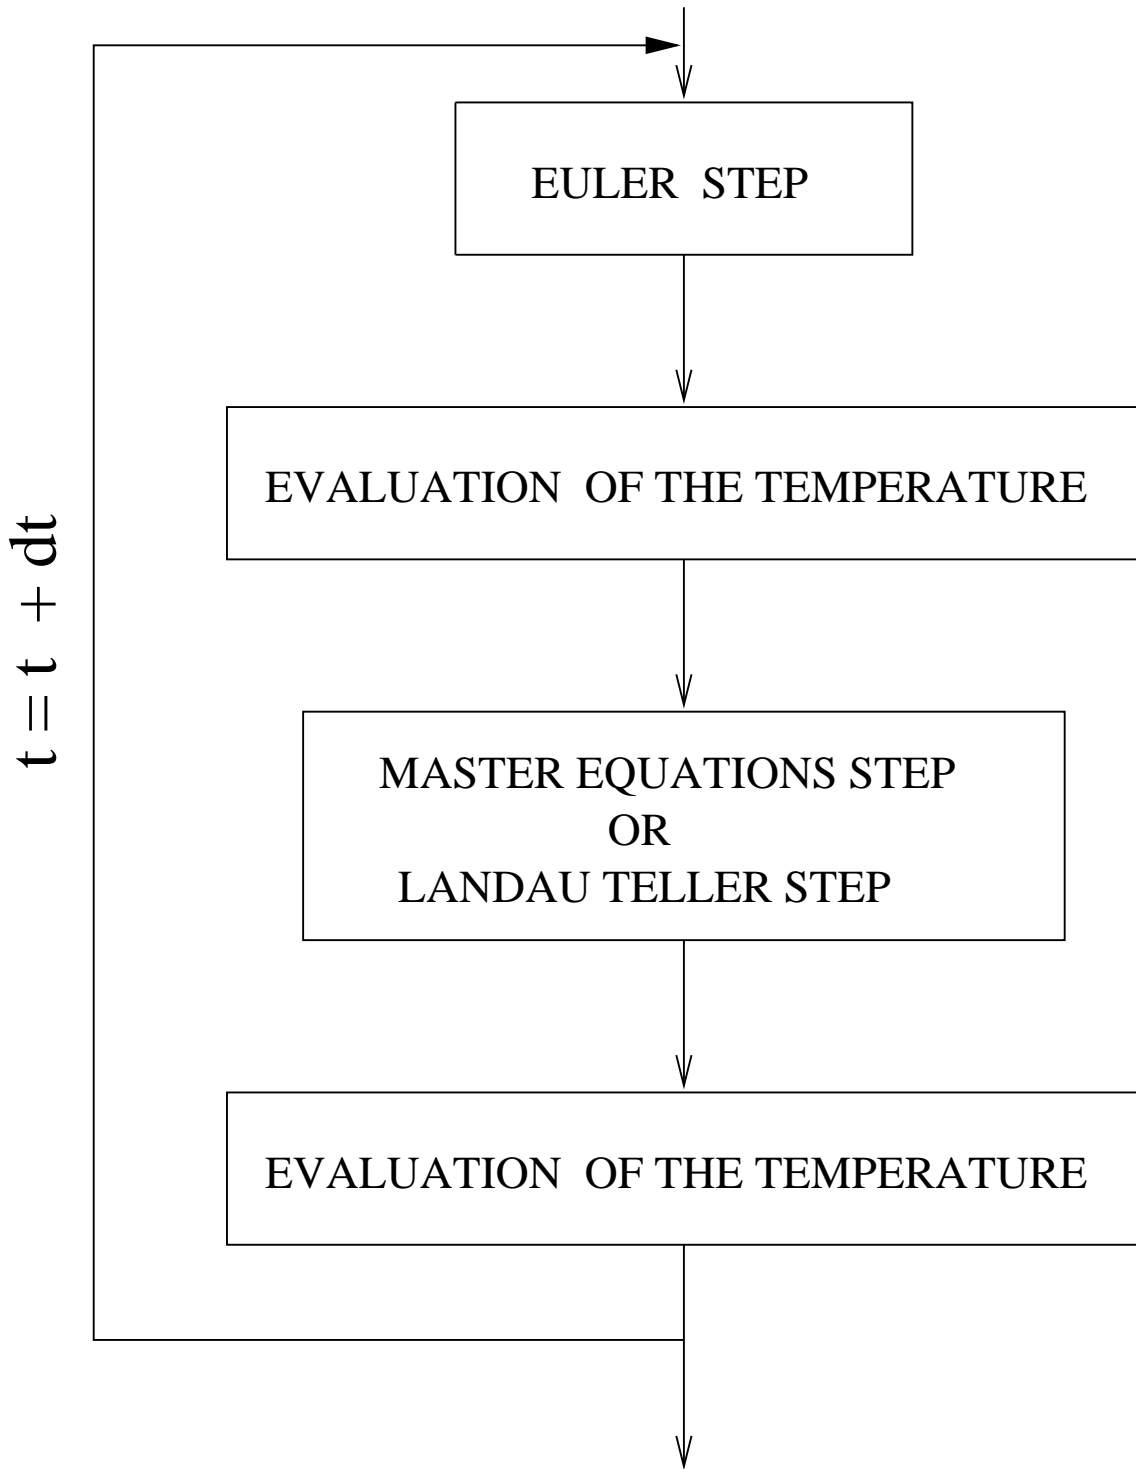 EULER STEP
EVALUATION OF THE TEMPERATURE
t = t + dt
MASTER EQUATIONS STEP
OR
LANDAU TELLER STEP
EVALUATION OF THE TEMPERATURE